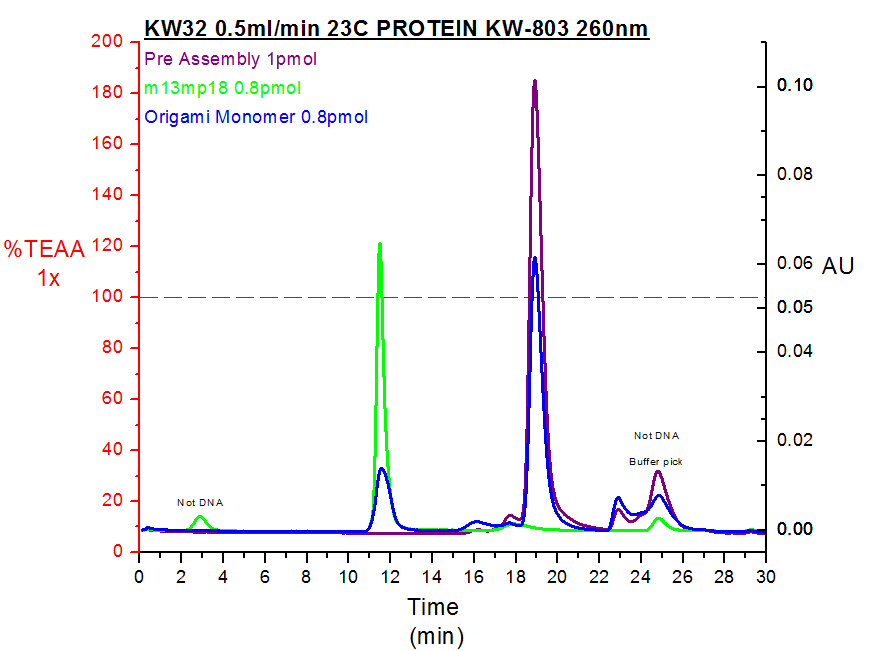 KW32 0.5ml/min 23C PROTEIN KW-803 260nm
Pre Assembly 1pmol
m13mp18 0.8pmol
Origami Monomer 0.8pmol
200
180
160
140
120
100
80
60
40
20
0
%TEAA
1x
0.10
0.08
0.06
0.04
0.02
0.00
AU
Not DNA
Not DNA
Buffer pick
0 2 4 6 8 10 12 14 16 18 20 22 24 26 28 30
Time
(min)